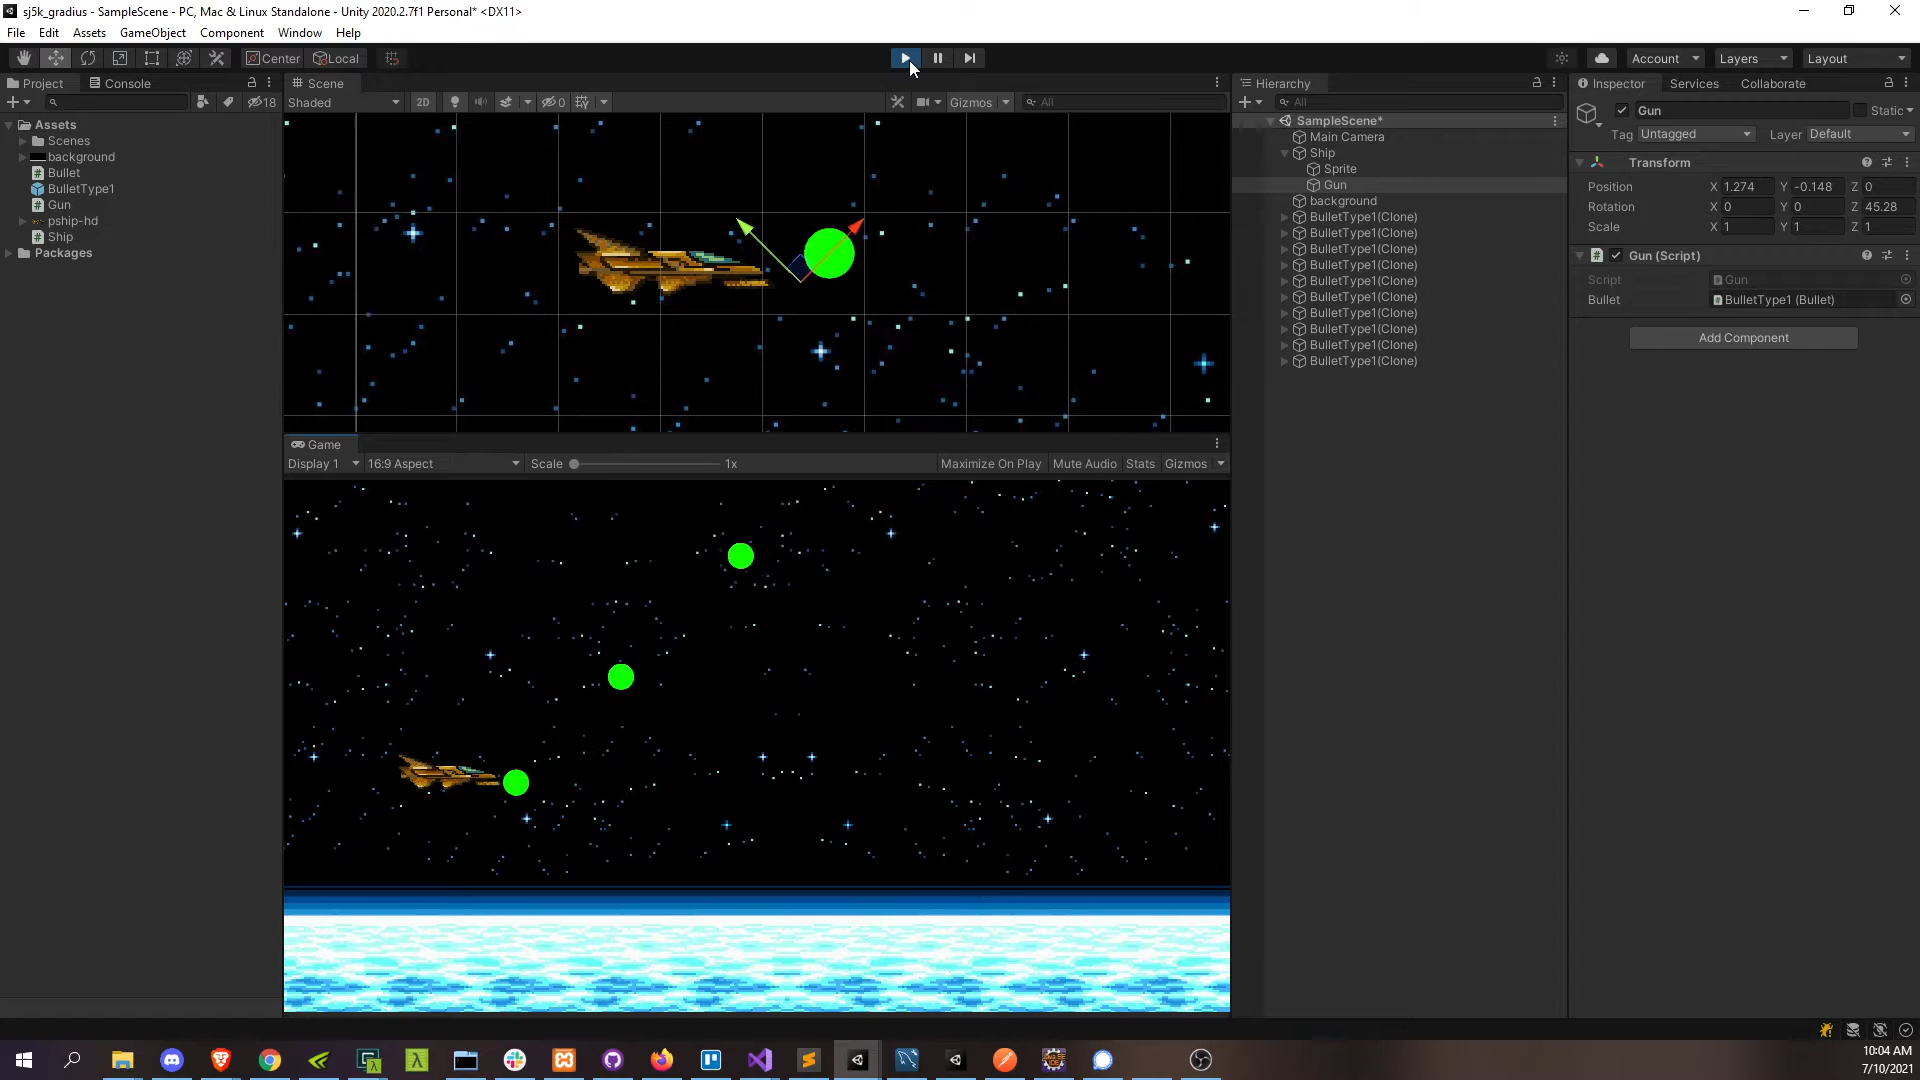 sj5k_gradius - SampleScene - PC, Mac & Linux Standalone - Unity 2020.2.7f1 Personal* <DX11>
File Edit Assets GameObject Component Window Help
Center Local Account Layers Layout
Project Console
18
Assets
Scenes
background
Bullet
BulletType1
Gun
pship-hd
Ship
Packages
Scene
Shaded 2D 0 Gizmos All
Game
Display 1 16:9 Aspect Scale 1x Maximize On Play Mute Audio Stats Gizmos
Hierarchy
All
SampleScene*
Main Camera
Ship
Sprite
Gun
background
BulletType1(Clone)
BulletType1(Clone)
BulletType1(Clone)
BulletType1(Clone)
BulletType1(Clone)
BulletType1(Clone)
BulletType1(Clone)
BulletType1(Clone)
BulletType1(Clone)
BulletType1(Clone)
Inspector Services Collaborate
Gun Static
Tag Untagged Layer Default
Transform
Position X 1.274 Y -0.148 Z 0
Rotation X 0 Y 0 Z 45.28
Scale X 1 Y 1 Z 1
Gun (Script)
Script Gun
Bullet BulletType1 (Bullet)
Add Component
10:04 AM
7/10/2021